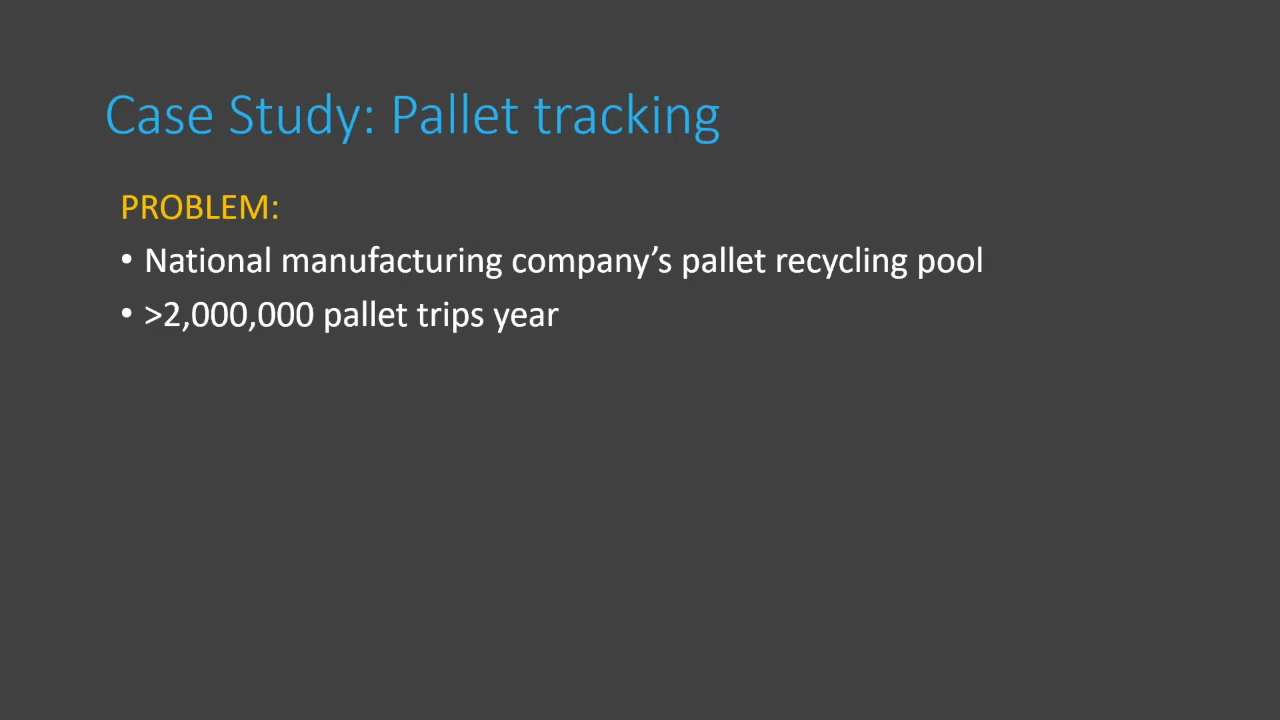 Case Study: Pallet tracking
PROBLEM:
• National manufacturing company’s pallet recycling pool
• >2,000,000 pallet trips year